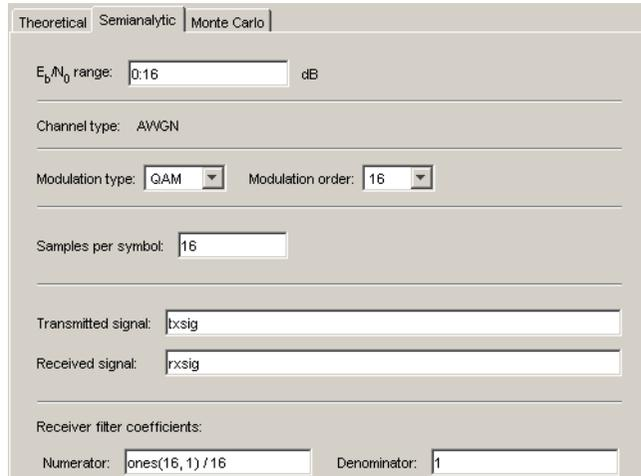 Theoretical Semianalytic Monte Carlo
Eb/N0 range: 0:16 dB
Channel type: AWGN
Modulation type: QAM Modulation order: 16
Samples per symbol: 16
Transmitted signal: txsig
Received signal: rxsig
Receiver filter coefficients:
Numerator: ones(16, 1) / 16 Denominator: 1